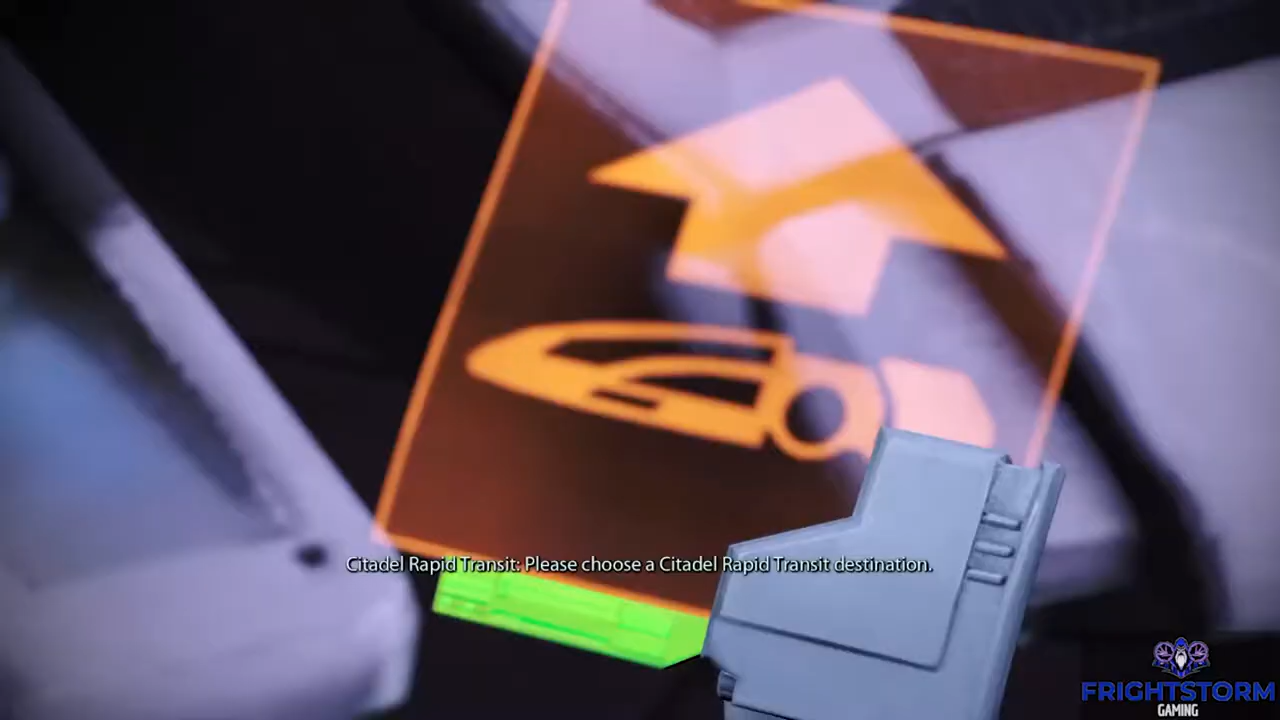 Citadel Rapid Transit: Please choose a Citadel Rapid Transit destination.
FRIGHTSTORM
GAMING